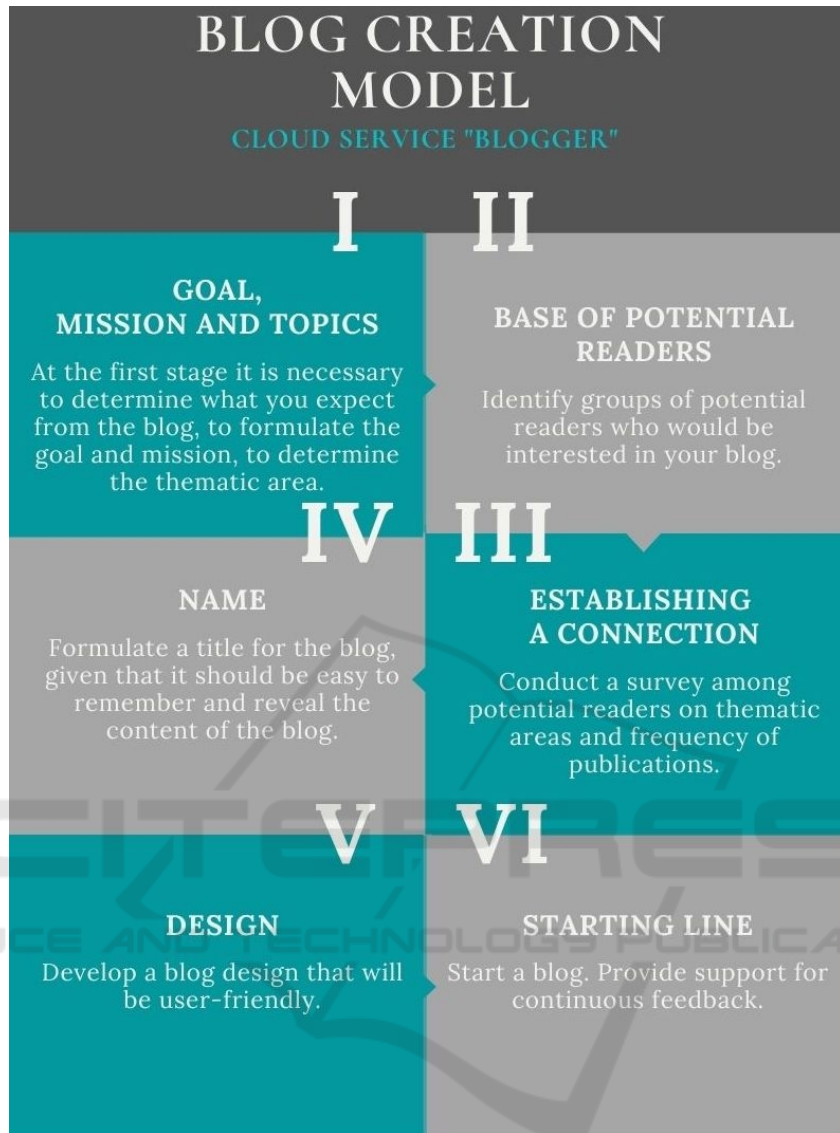 BLOG CREATION
MODEL
CLOUD SERVICE "BLOGGER"
I
GOAL,
MISSION AND TOPICS
At the first stage it is necessary
to determine what you expect
from the blog, to formulate the
goal and mission, to determine
the thematic area.
II
BASE OF POTENTIAL
READERS
Identify groups of potential
readers who would be
interested in your blog.
III
ESTABLISHING
A CONNECTION
Conduct a survey among
potential readers on thematic
areas and frequency of
publications.
IV
NAME
Formulate a title for the blog,
given that it should be easy to
remember and reveal the
content of the blog.
V
DESIGN
Develop a blog design that will
be user-friendly.
VI
STARTING LINE
Start a blog. Provide support for
continuous feedback.
AND TECHNOLOGY